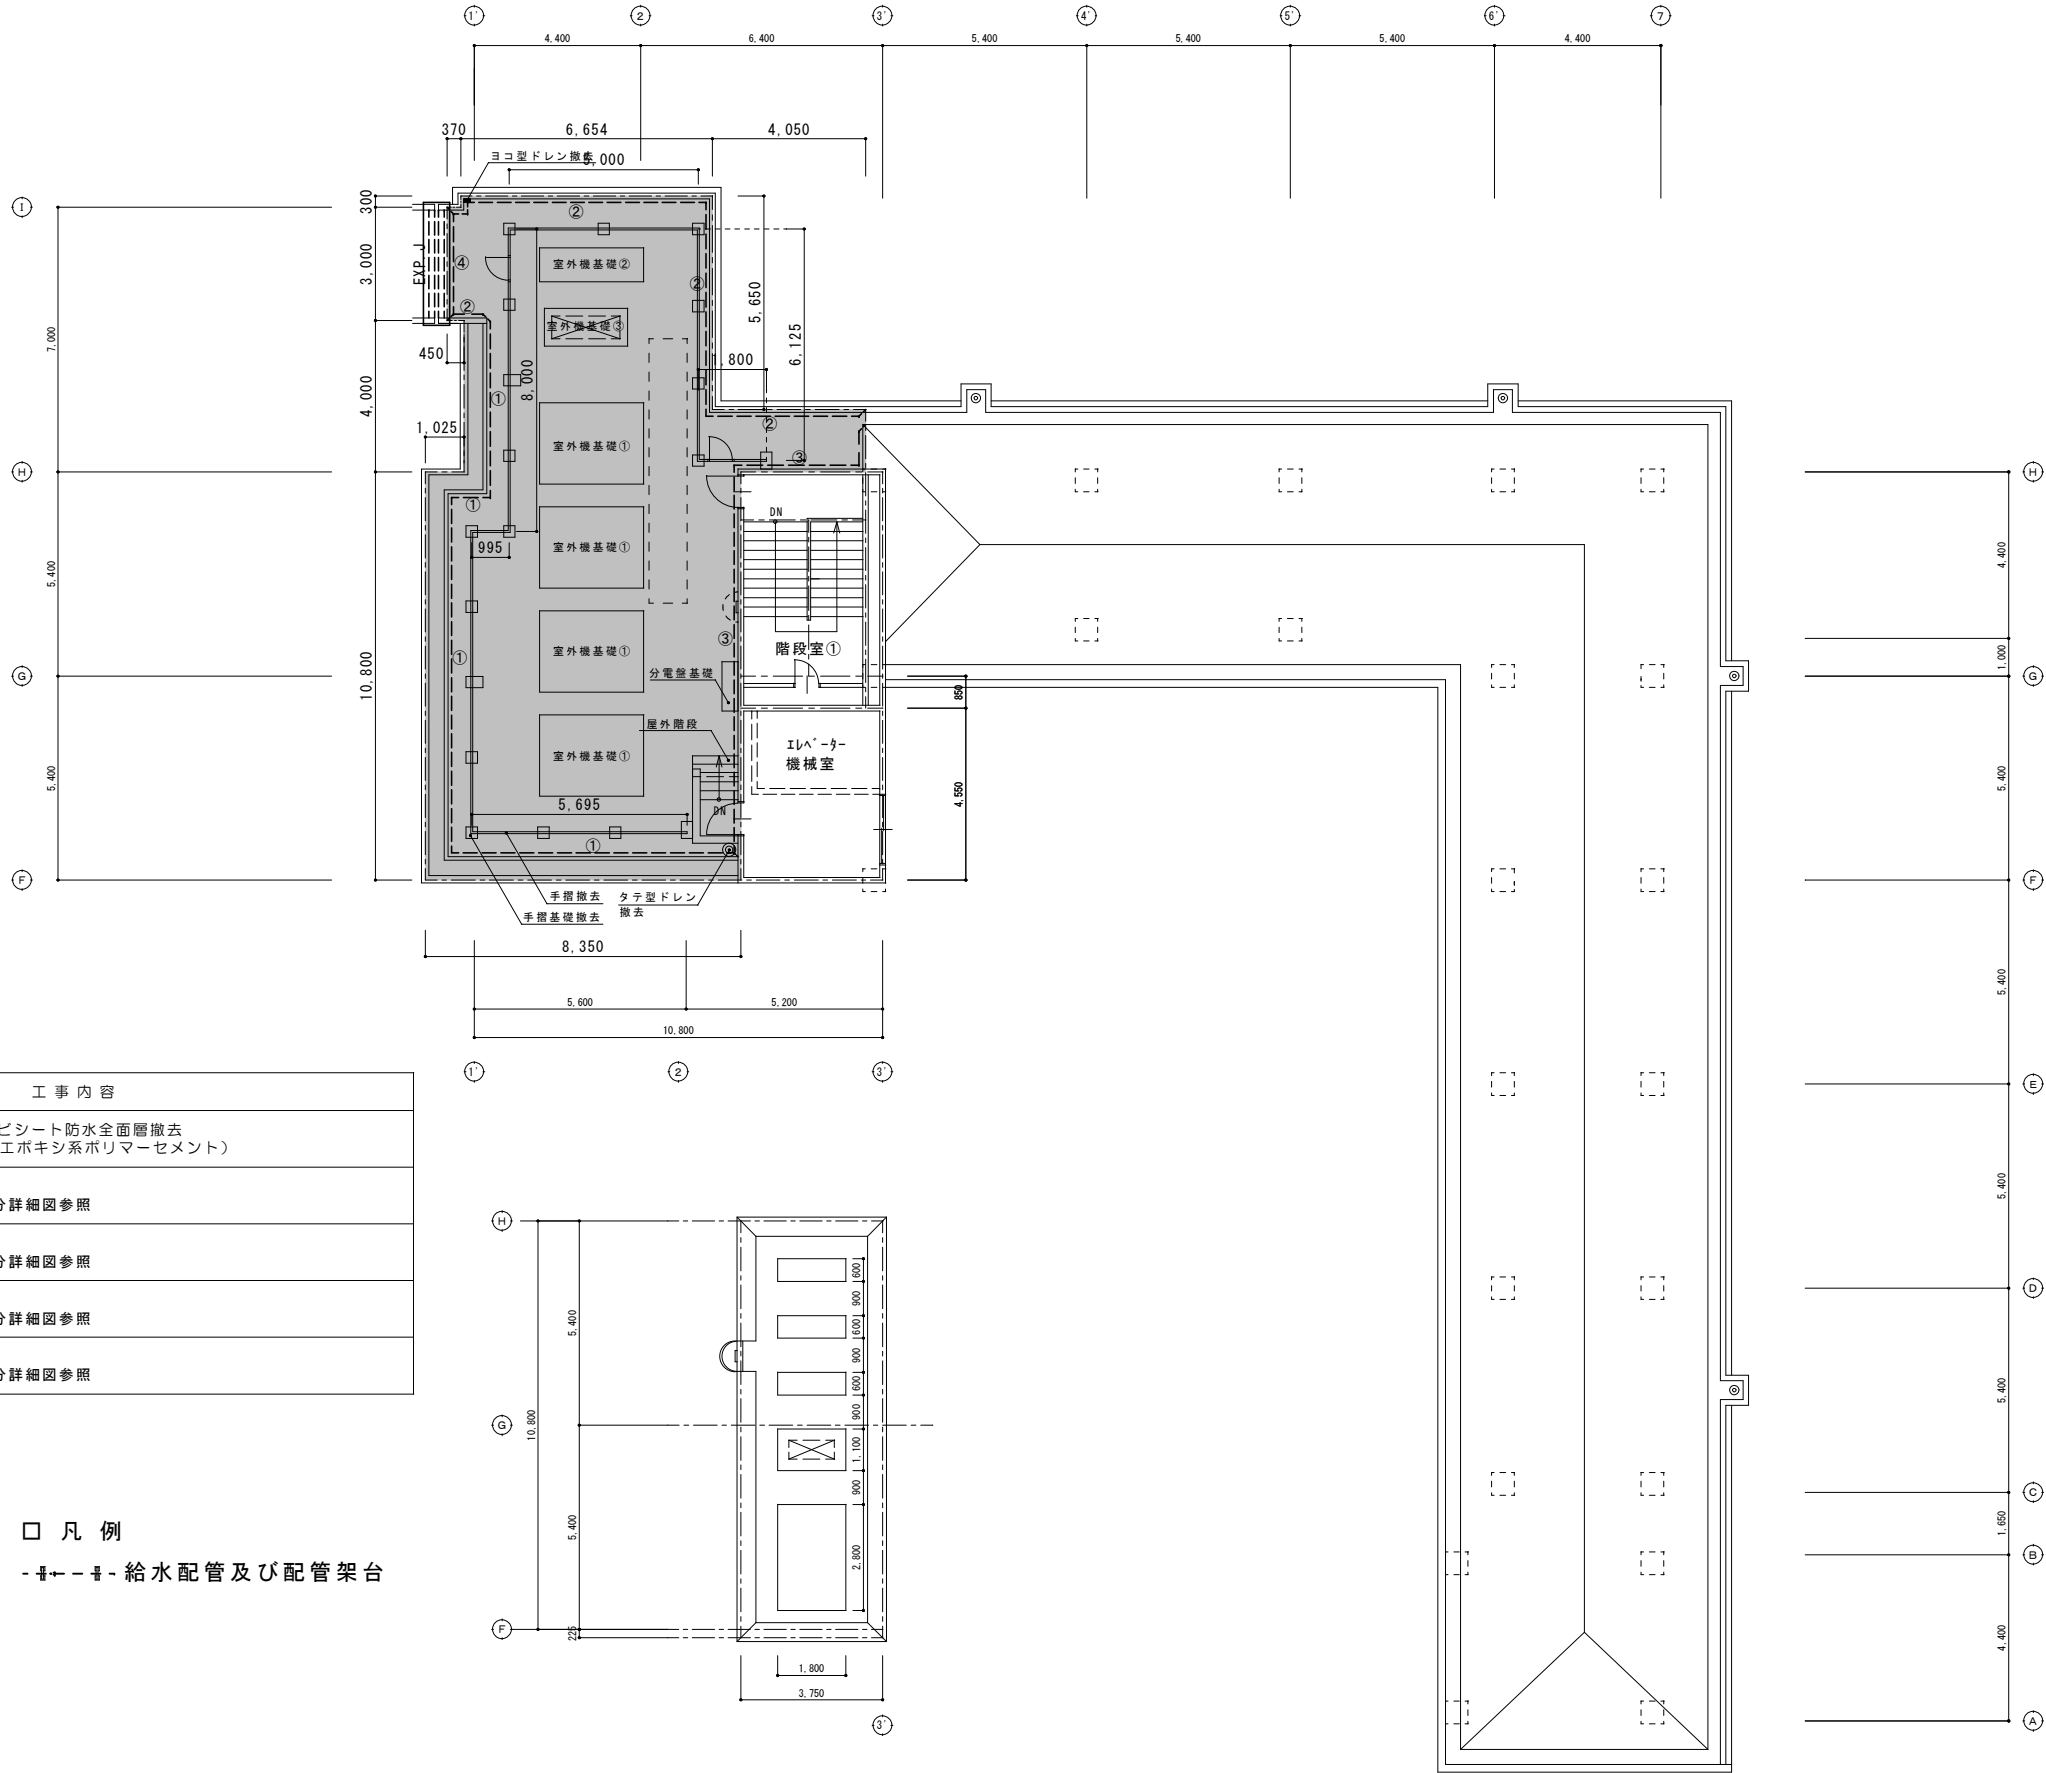 1' 2 3' 4' 5' 6' 7
4,400 6,400 5,400 5,400 5,400 4,400
370 6,654 4,050
ヨコ型ドレン撤去 5,000
I
300
②
3,000
EXP.J
④
室外機基礎②
②
②
5,650
7,000
室外機基礎③
6,125
450
1,800
8,000
4,000
①
1,025
②
室外機基礎①
③
H
H
①
DN
995
室外機基礎①
5,400
4,400
③
階段室①
①
室外機基礎①
1,000
分電盤基礎
G
G
10,800
850
屋外階段
エレベーター
機械室
室外機基礎①
5,400
5,400
4,550
5,695
DN
①
F
F
手摺撤去
タテ型ドレン
撤去
手摺基礎撤去
8,350
5,400
5,600 5,200
10,800
1' 2 3'
E
工事内容
ビシート防水全面層撤去
エポキシ系ポリマーセメント）
5,400
分詳細図参照
分詳細図参照
分詳細図参照
分詳細図参照
H
600
900
5,400
600
900
600
900
D
5,400
G
10,800
1,100
900
C
5,400
2,800
1,650
B
F
225
4,400
1,800
3,750
3'
A
□ 凡例
給水配管及び配管架台